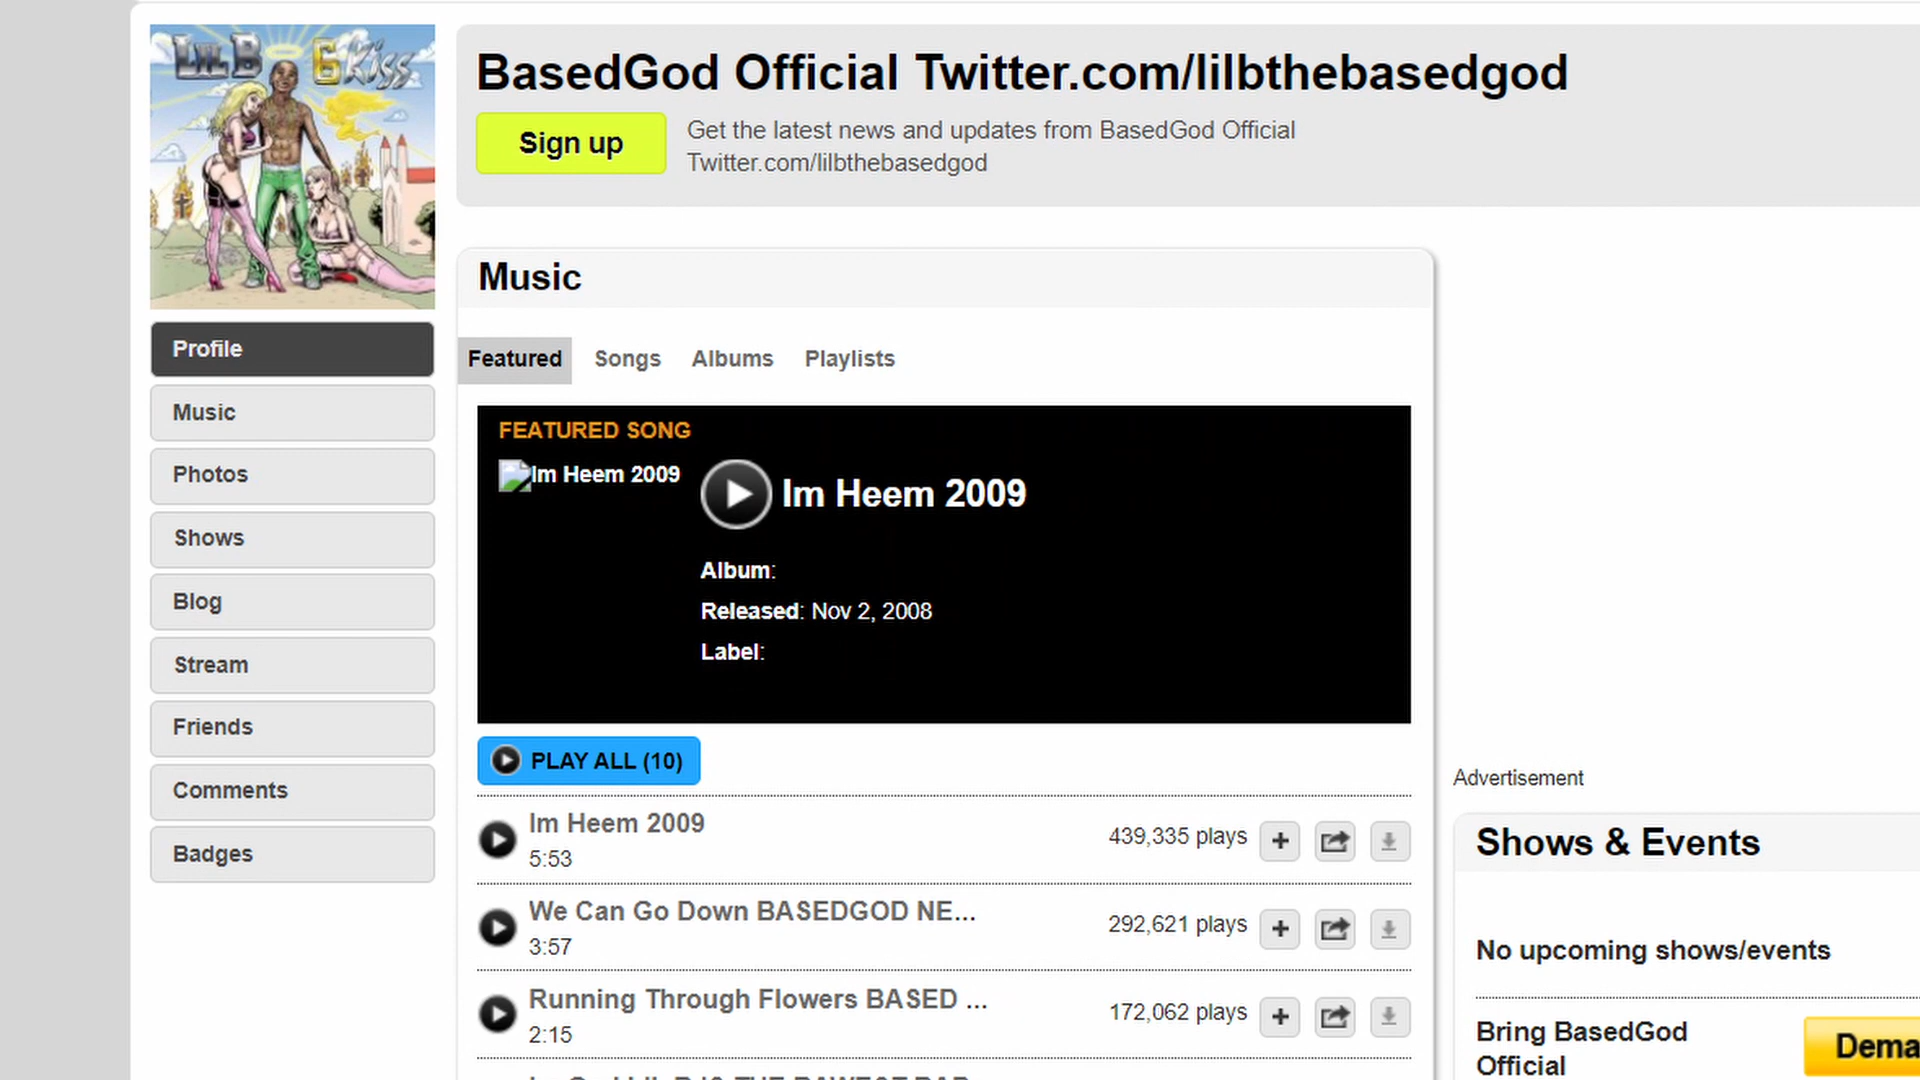 LIL B 6 Kiss
BasedGod Official Twitter.com/lilbthebasedgod
Sign up
Get the latest news and updates from BasedGod Official
Twitter.com/lilbthebasedgod
Profile
Music
Photos
Shows
Blog
Stream
Friends
Comments
Badges
Music
Featured Songs Albums Playlists
FEATURED SONG
Im Heem 2009
Im Heem 2009
Album:
Released: Nov 2, 2008
Label:
PLAY ALL (10)
Im Heem 2009
439,335 plays
5:53
We Can Go Down BASEDGOD NE...
292,621 plays
3:57
Running Through Flowers BASED ...
172,062 plays
2:15
Advertisement
Shows & Events
No upcoming shows/events
Bring BasedGod
Official
Dema